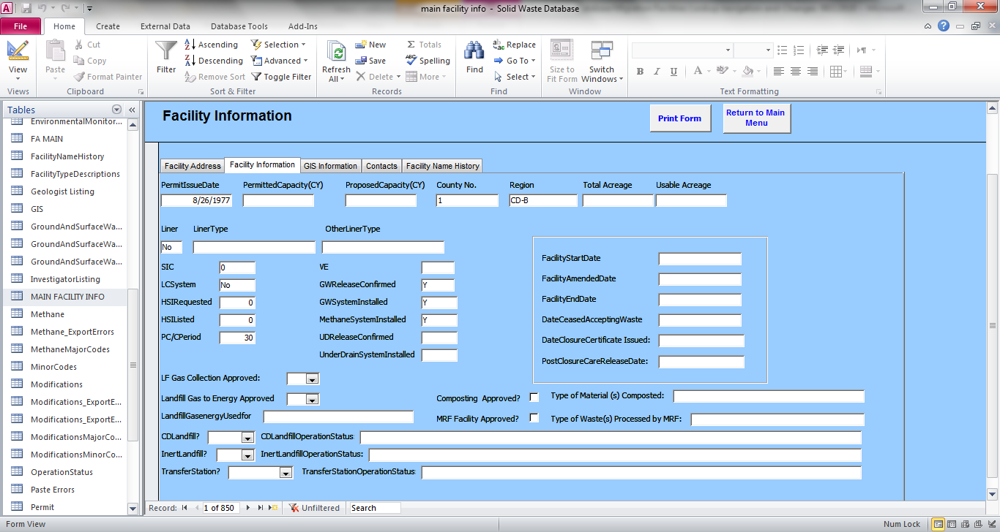 main facility info - Solid Waste Database
File Home Create External Data Database Tools Add-Ins
View
Views
Paste
Cut
Copy
Format Painter
Clipboard
Filter
Ascending
Descending
Remove Sort
Selection
Advanced
Toggle Filter
Sort & Filter
Refresh
All
New
Save
Delete
Totals
Spelling
More
Records
Find
Replace
Go To
Select
Find
Size to
Fit Form
Switch
Windows
Window
B I U
Text Formatting
Tables
EnvironmentalMonitor...
FA MAIN
FacilityNameHistory
FacilityTypeDescriptions
Geologist Listing
GIS
GroundAndSurfaceWa...
GroundAndSurfaceWa...
GroundAndSurfaceWa...
InvestigatorListing
MAIN FACILITY INFO
Methane
Methane_ExportErrors
MethaneMajorCodes
MinorCodes
Modifications
Modifications_ExportE...
Modifications_ExportE...
ModificationsMajorCo...
ModificationsMinorCo...
OperationStatus
Paste Errors
Permit
Facility Information
Print Form
Return to Main
Menu
Facility Address Facility Information GIS Information Contacts Facility Name History
PermitIssueDate PermittedCapacity(CY) ProposedCapacity(CY) County No. Region Total Acreage Usable Acreage
8/26/1977 1 CD-B
Liner LinerType OtherLinerType
No
SIC 0 VE
LCSystem No GWReleaseConfirmed Y
HSIRequested 0 GWSystemInstalled Y
HSIListed 0 MethaneSystemInstalled Y
PC/CPeriod 30 UDReleaseConfirmed
UnderDrainSystemInstalled
FacilityStartDate
FacilityAmendedDate
FacilityEndDate
DateCeasedAcceptingWaste
DateClosureCertificate Issued:
PostClosureCareReleaseDate:
LF Gas Collection Approved:
Landfill Gas to Energy Approved
LandfillGasenergyUsedfor
Composting Approved? Type of Material (s) Composted:
MRF Facility Approved? Type of Waste(s) Processed by MRF:
CDLandfill? CDLandfillOperationStatus:
InertLandfill? InertLandfillOperationStatus:
TransferStation? TransferStationOperationStatus:
Record: 1 of 850 Unfiltered Search
Form View Num Lock